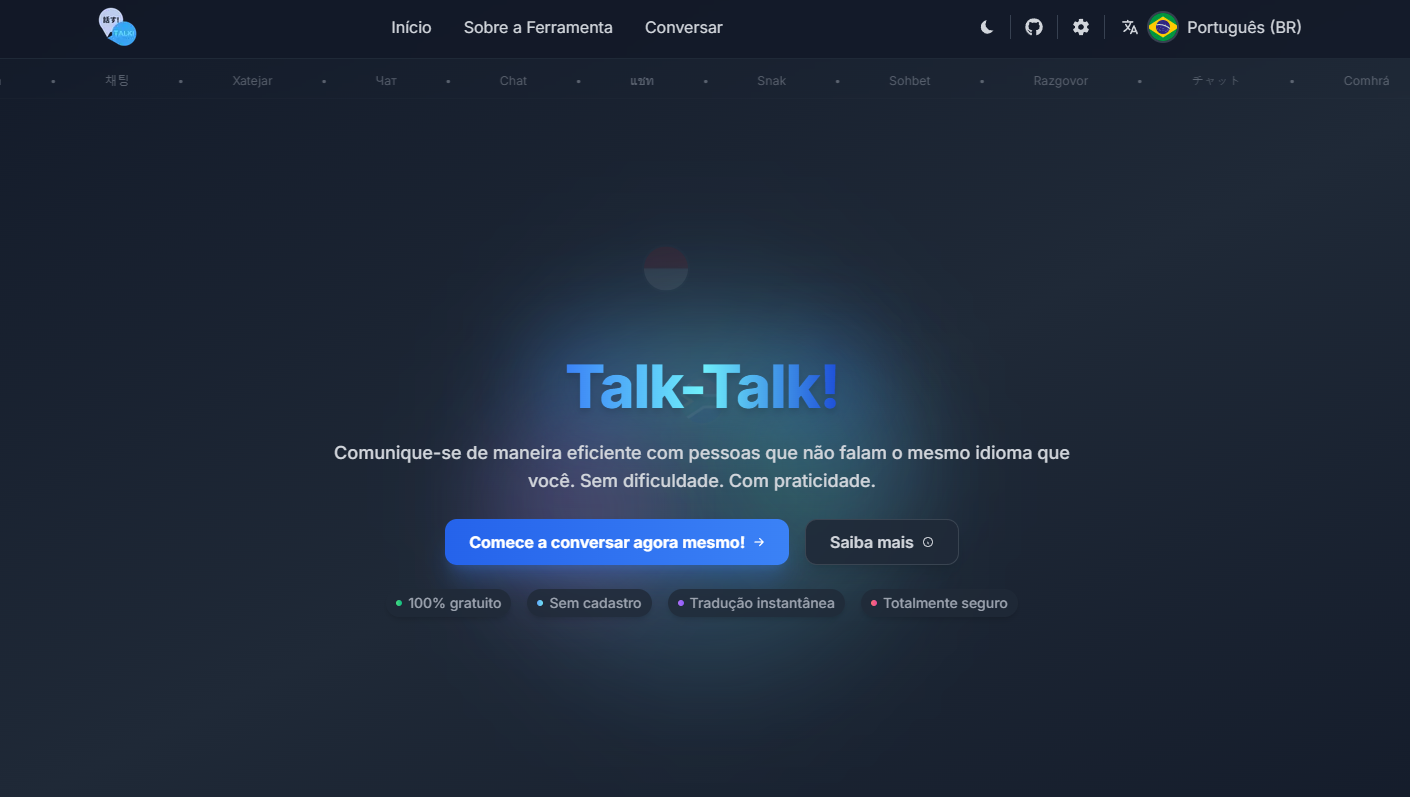 話す!
TALK!
Início
Sobre a Ferramenta
Conversar
Português (BR)
채팅 • Xatejar • Чат • Chat • แชท • Snak • Sohbet • Razgovor • チャット • Comhrá
Talk-Talk!
Comunique-se de maneira eficiente com pessoas que não falam o mesmo idioma que
você. Sem dificuldade. Com praticidade.
Comece a conversar agora mesmo!
Saiba mais
100% gratuito
Sem cadastro
Tradução instantânea
Totalmente seguro